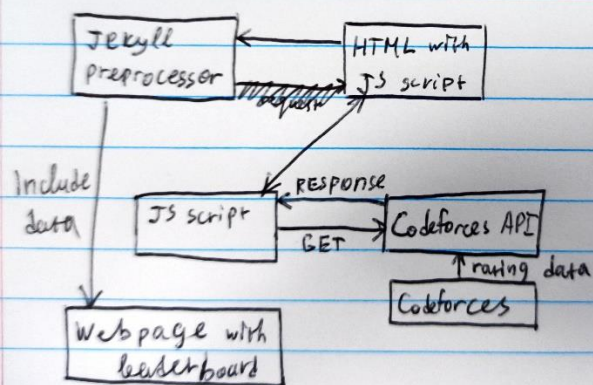 Jekyll
preprocessor
HTML with
JS script
Include
data
JS script
RESPONSE
GET
Codeforces API
rating data
Codeforces
Webpage with
leaderboard